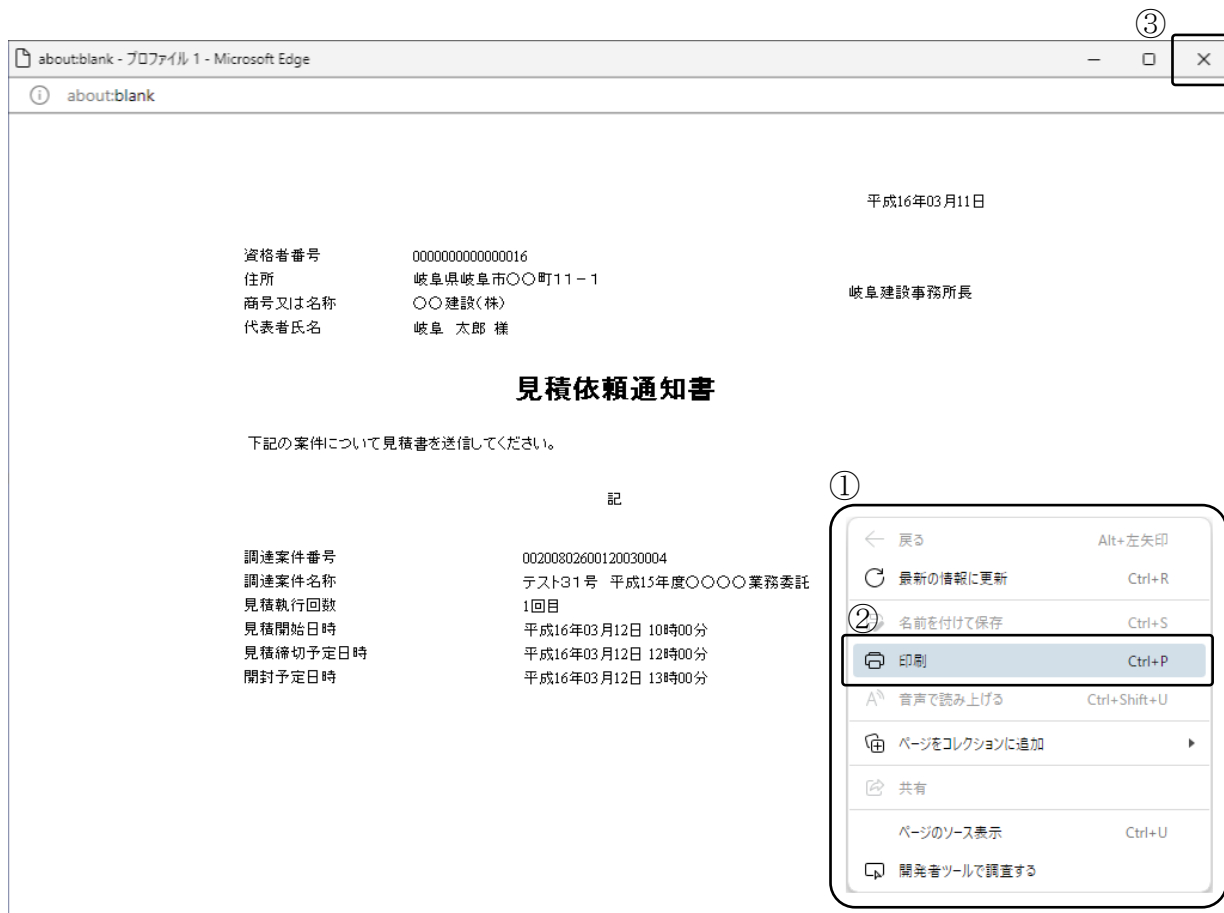 ③
about:blank - プロファイル 1 - Microsoft Edge
about:blank
平成16年03月11日
資格者番号 0000000000000016
住所 岐阜県岐阜市〇〇町11-1
岐阜建設事務所長
商号又は名称 〇〇建設(株)
代表者氏名 岐阜 太郎 様
見積依頼通知書
下記の案件について見積書を送信してください。
記
調達案件番号 00200802600120030004
調達案件名称 テスト31号 平成15年度〇〇〇〇業務委託
見積執行回数 1回目
見積開始日時 平成16年03月12日 10時00分
見積締切予定日時 平成16年03月12日 12時00分
開封予定日時 平成16年03月12日 13時00分
①
戻る Alt+左矢印
最新の情報に更新 Ctrl+R
② 名前を付けて保存 Ctrl+S
印刷 Ctrl+P
音声で読み上げる Ctrl+Shift+U
ページをコレクションに追加
共有
ページのソース表示 Ctrl+U
開発者ツールで調査する